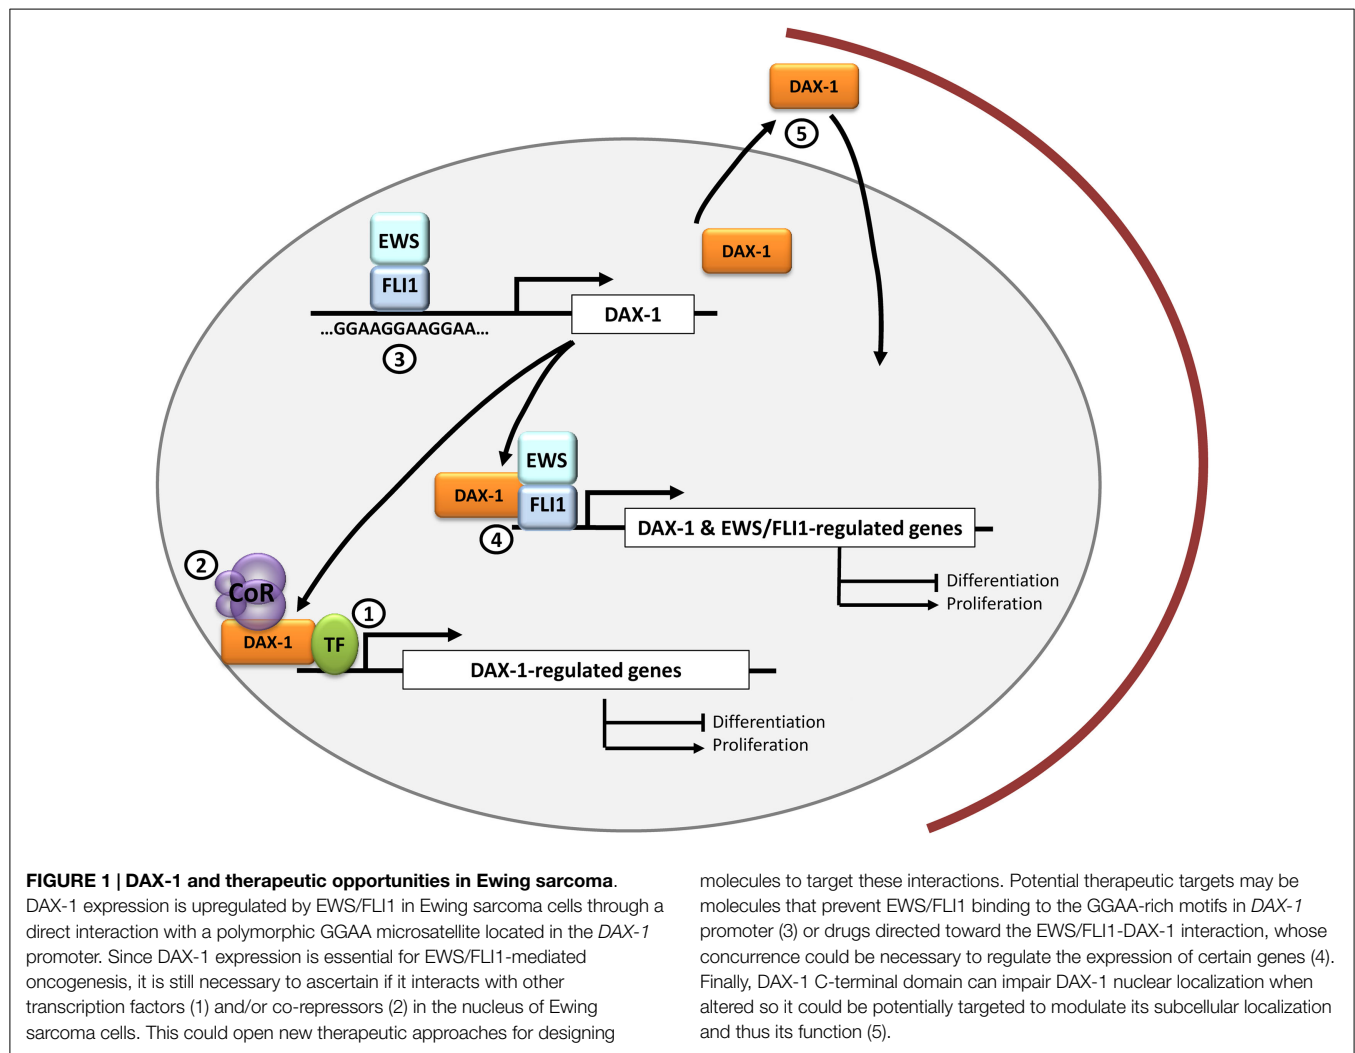 DAX-1
5
EWS
FLI1
DAX-1
...GGAAGGAAGGAA...
DAX-1
3
EWS
DAX-1
FLI1
4
DAX-1 & EWS/FLI1-regulated genes
Differentiation
Proliferation
2
CoR
1
DAX-1
TF
DAX-1-regulated genes
Differentiation
Proliferation
FIGURE 1 | DAX-1 and therapeutic opportunities in Ewing sarcoma.
DAX-1 expression is upregulated by EWS/FLI1 in Ewing sarcoma cells through a
direct interaction with a polymorphic GGAA microsatellite located in the DAX-1
promoter. Since DAX-1 expression is essential for EWS/FLI1-mediated
oncogenesis, it is still necessary to ascertain if it interacts with other
transcription factors (1) and/or co-repressors (2) in the nucleus of Ewing
sarcoma cells. This could open new therapeutic approaches for designing
molecules to target these interactions. Potential therapeutic targets may be
molecules that prevent EWS/FLI1 binding to the GGAA-rich motifs in DAX-1
promoter (3) or drugs directed toward the EWS/FLI1-DAX-1 interaction, whose
concurrence could be necessary to regulate the expression of certain genes (4).
Finally, DAX-1 C-terminal domain can impair DAX-1 nuclear localization when
altered so it could be potentially targeted to modulate its subcellular localization
and thus its function (5).